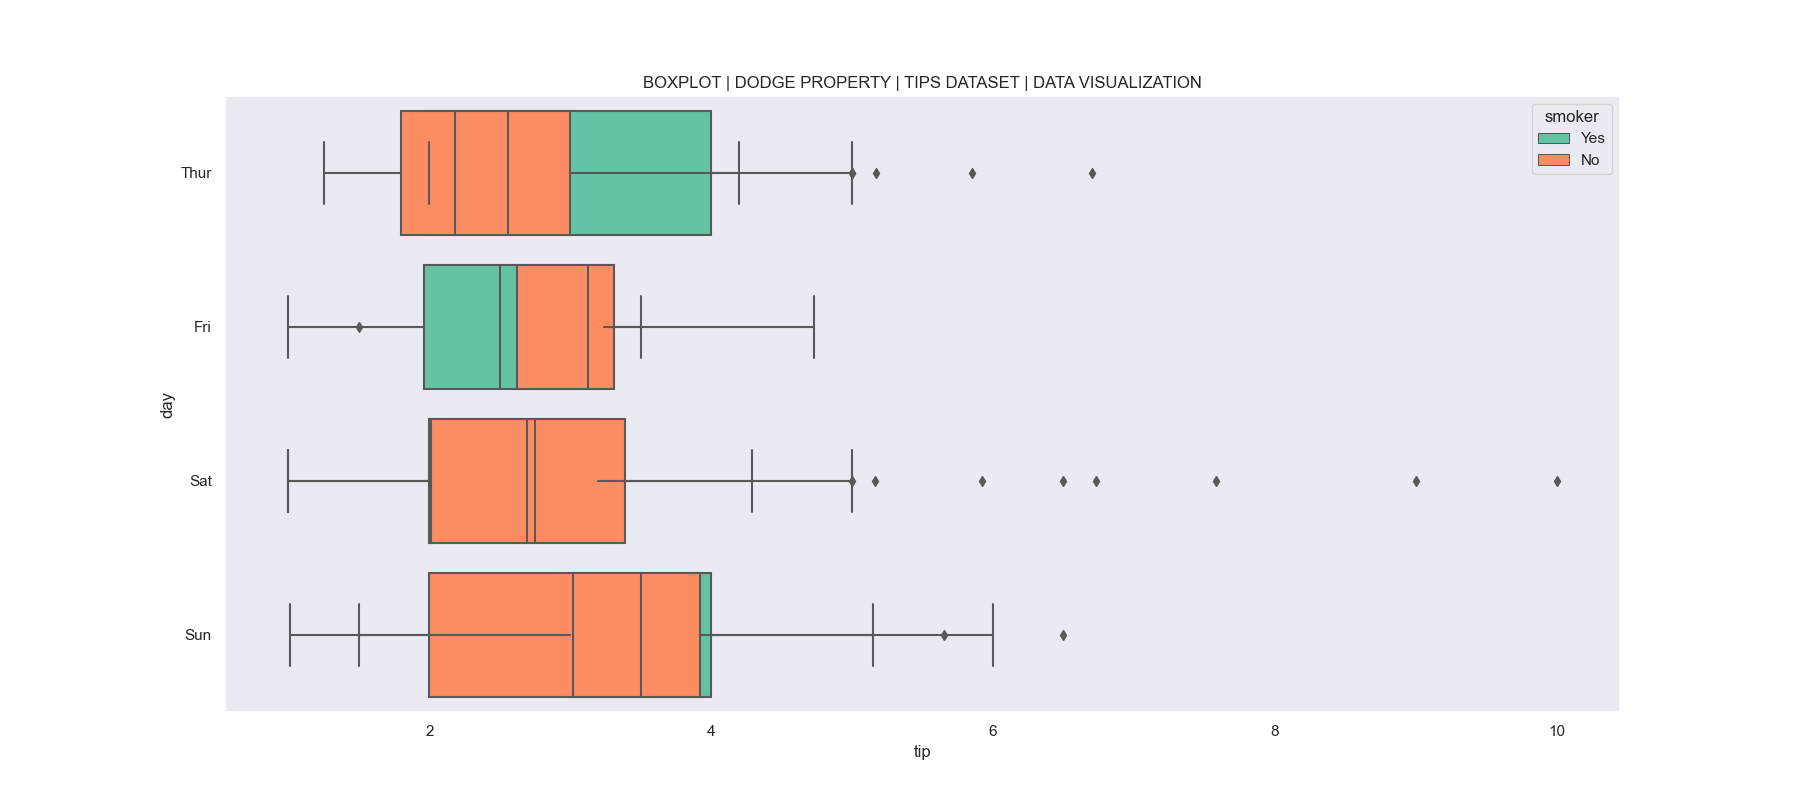 BOXPLOT | DODGE PROPERTY | TIPS DATASET | DATA VISUALIZATION
smoker
Yes
No
Thur
Fri
Sat
Sun
day
2 4 6 8 10
tip